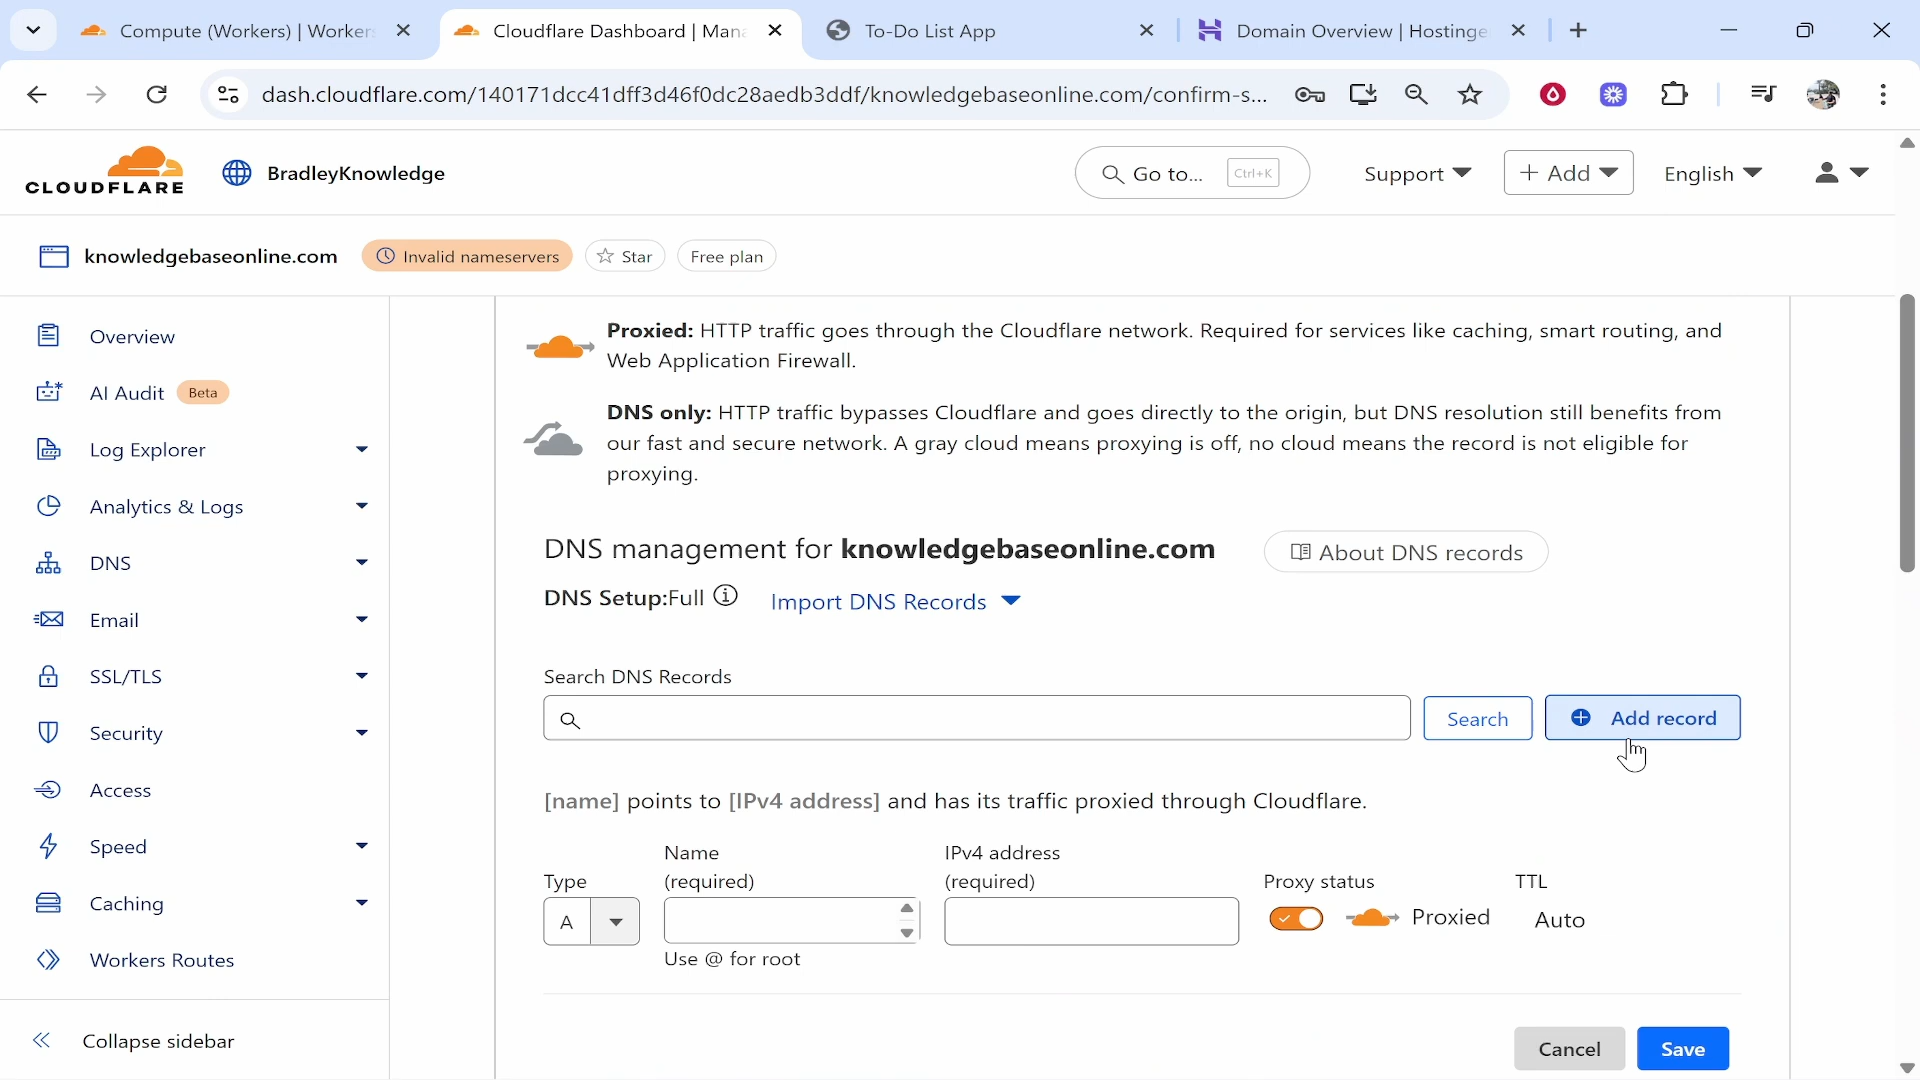 Compute (Workers) | Worker
Cloudflare Dashboard | Mana
To-Do List App
Domain Overview | Hostinge
dash.cloudflare.com/140171dcc41dff3d46f0dc28aedb3ddf/knowledgebaseonline.com/confirm-s...
CLOUDFLARE
BradleyKnowledge
Go to...
Ctrl+K
Support
+ Add
English
knowledgebaseonline.com
Invalid nameservers
Star
Free plan
Overview
AI Audit
Beta
Log Explorer
Analytics & Logs
DNS
Email
SSL/TLS
Security
Access
Speed
Caching
Workers Routes
Collapse sidebar
Proxied: HTTP traffic goes through the Cloudflare network. Required for services like caching, smart routing, and
Web Application Firewall.
DNS only: HTTP traffic bypasses Cloudflare and goes directly to the origin, but DNS resolution still benefits from
our fast and secure network. A gray cloud means proxying is off, no cloud means the record is not eligible for
proxying.
DNS management for knowledgebaseonline.com
About DNS records
DNS Setup:Full
Import DNS Records
Search DNS Records
Search
Add record
[name] points to [IPv4 address] and has its traffic proxied through Cloudflare.
Type
Name
(required)
IPv4 address
(required)
Proxy status
TTL
A
Proxied
Auto
Use @ for root
Cancel
Save